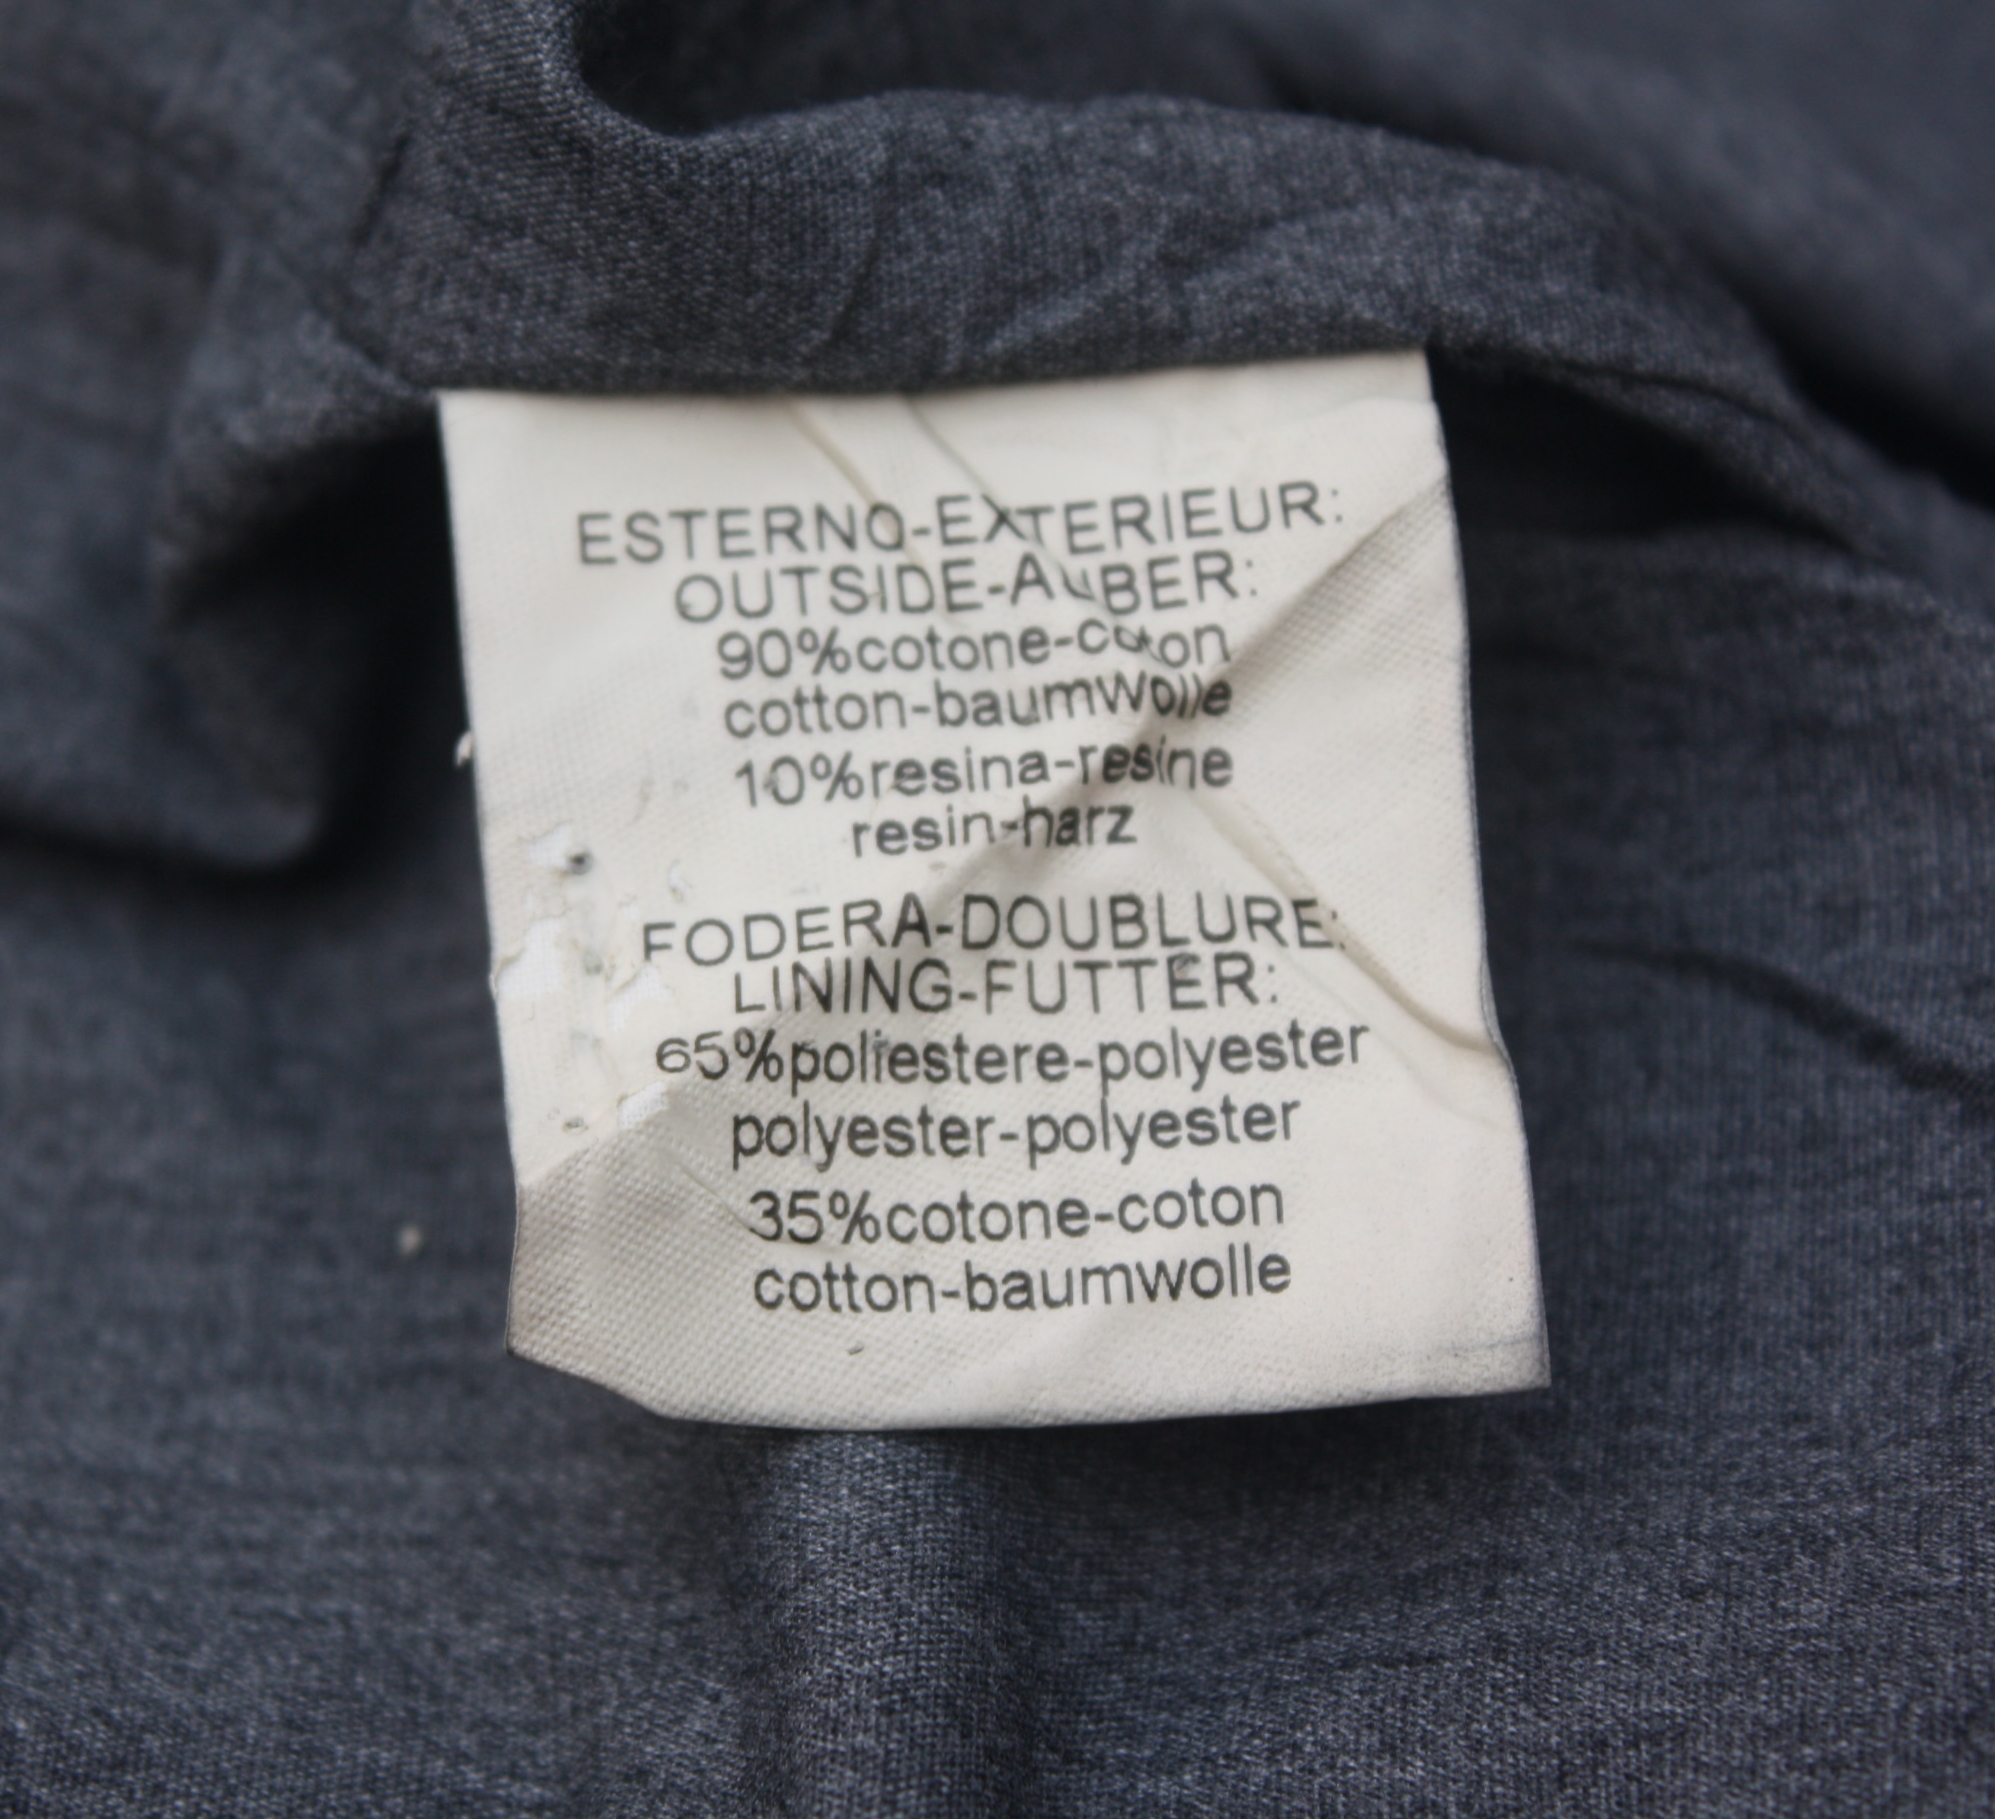 ESTERNO-EXTERIEUR:
OUTSIDE-AUBER:
90%cotone-coton
cotton-baumwolle
10%resina-resine
resin-harz
FODERA-DOUBLURE:
LINING-FUTTER:
65%poliestere-polyester
polyester-polyester
35%cotone-coton
cotton-baumwolle